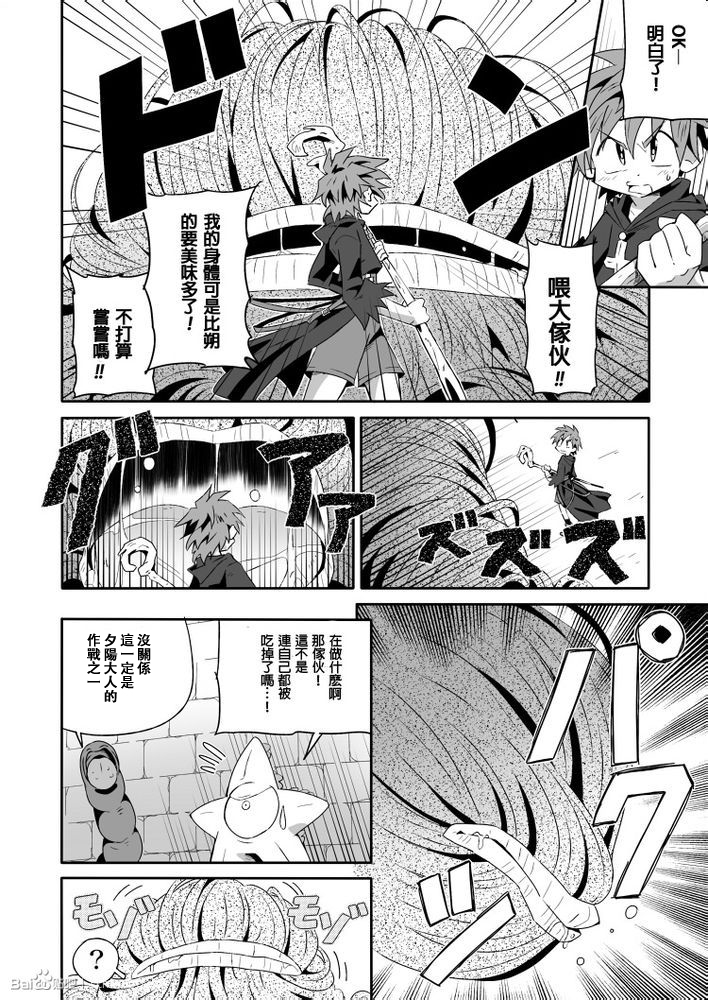 OK—
明白了！
ドン
喂大傢伙!!
我的身體可是比朔
的要美味多了！
不打算
嘗嘗嗎!!
ズズズ
グアァ
パクッ
在做什麼啊
那傢伙！
這不是
連自己都被
吃掉了嗎…！
沒關係
這一定是
夕陽大人的
作戰之一
モゾ
モゾ
？
Bai 贴吧